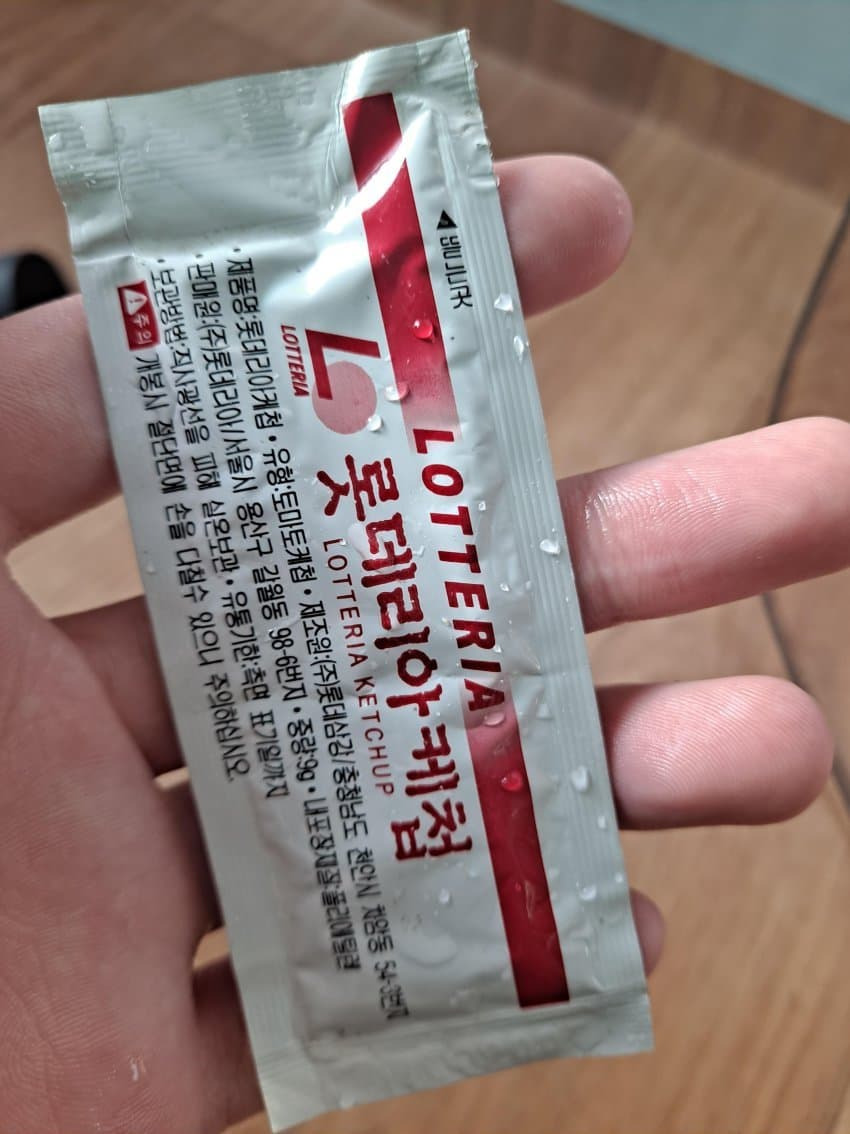 LOTTERIA
롯데리아케첩
LOTTERIA KETCHUP
LOTTERIA
• 제품명:롯데리아케첩 • 유형:토마토케첩 • 제조원:(주)롯데삼강/충청남도 천안시 차암동 54-3번지
• 판매원:(주)롯데리아/서울시 용산구 갈월동 98-6번지 • 중량:9g • 내포장재질:폴리에틸렌
• 보관방법:직사광선을 피해 실온보관 • 유통기한:측면 표기일까지
주의 개봉시 절단면에 손을 다칠수 있으니 주의하십시오.